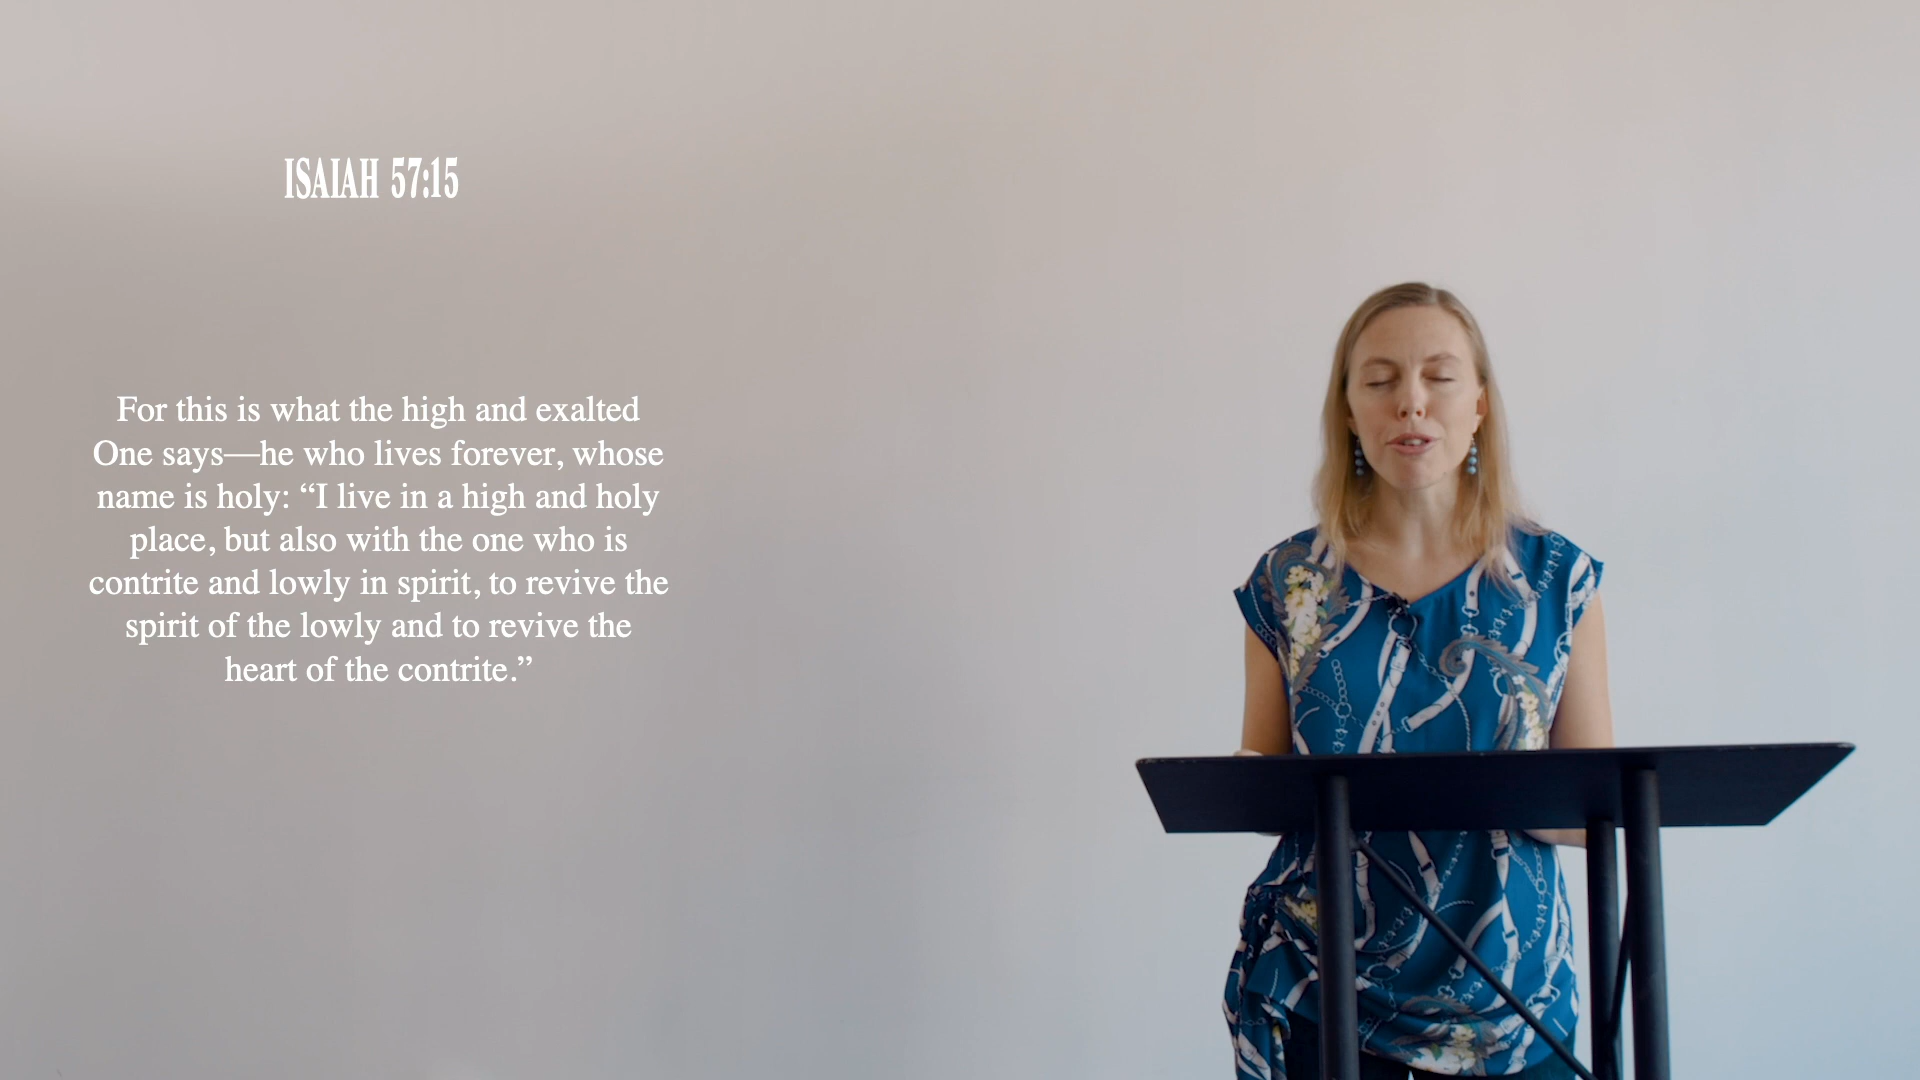 ISAIAH 57:15
For this is what the high and exalted
One says—he who lives forever, whose
name is holy: “I live in a high and holy
place, but also with the one who is
contrite and lowly in spirit, to revive the
spirit of the lowly and to revive the
heart of the contrite.”